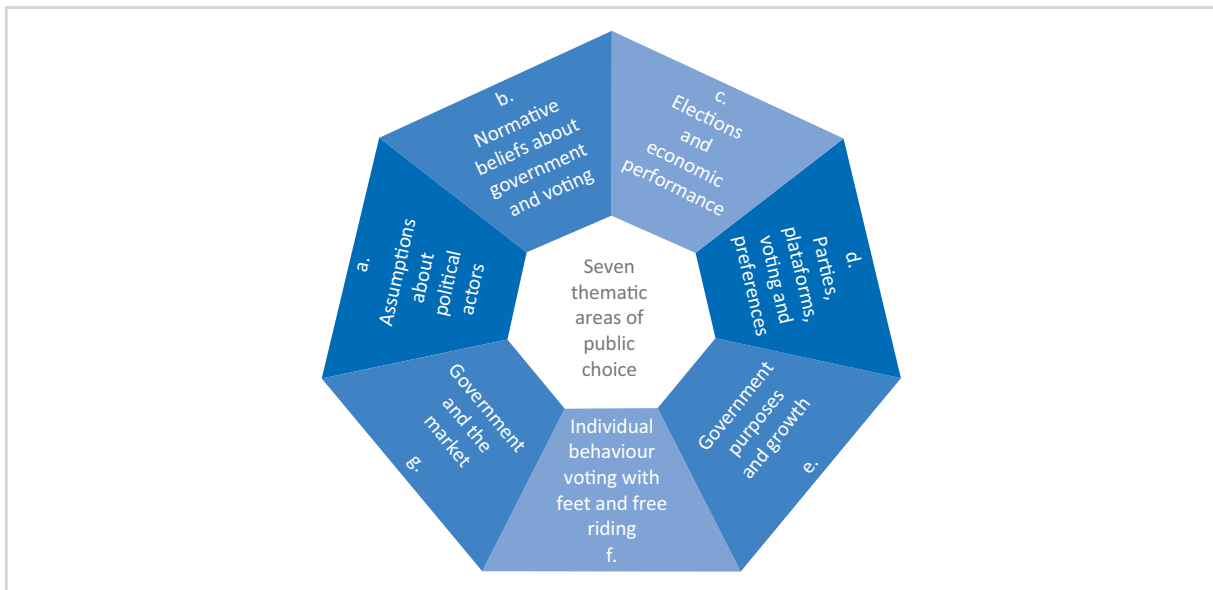 a.
Assumptions
about
political
actors
b.
Normative
beliefs about
government
and voting
c.
Elections
and
economic
performance
d.
Parties,
plataforms,
voting and
preferences
Government
purposes
and growth
e.
Individual
behaviour
voting with
feet and free
riding
f.
Government
and the
market
g.
Seven
thematic
areas of
public
choice